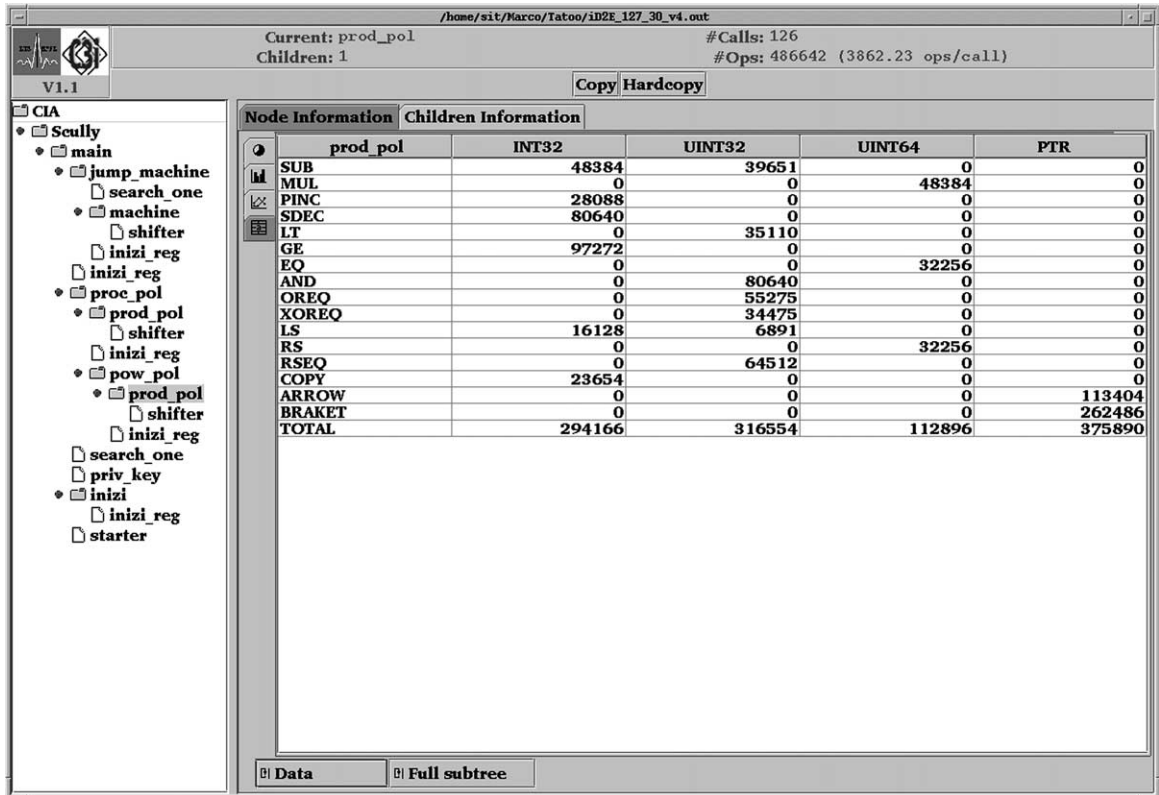 /home/sit/Marco/Tatoo/iD2E_127_30_v4.out
Current: prod_pol #Calls: 126
Children: 1 #Ops: 486642 (3862.23 ops/call)
V1.1
Copy Hardcopy
CIA
Scully
main
jump_machine
search_one
machine
shifter
inizi_reg
inizi_reg
proc_pol
prod_pol
shifter
inizi_reg
pow_pol
prod_pol
shifter
inizi_reg
search_one
priv_key
inizi
inizi_reg
starter
Node Information Children Information
prod_pol INT32 UINT32 UINT64 PTR
SUB 48384 39651 0 0
MUL 0 0 48384 0
PINC 28088 0 0 0
SDEC 80640 0 0 0
LT 0 35110 0 0
GE 97272 0 0 0
EQ 0 0 32256 0
AND 0 80640 0 0
OREQ 0 55275 0 0
XOREQ 0 34475 0 0
LS 16128 6891 0 0
RS 0 0 32256 0
RSEQ 0 64512 0 0
COPY 23654 0 0 0
ARROW 0 0 0 113404
BRAKET 0 0 0 262486
TOTAL 294166 316554 112896 375890
Data Full subtree